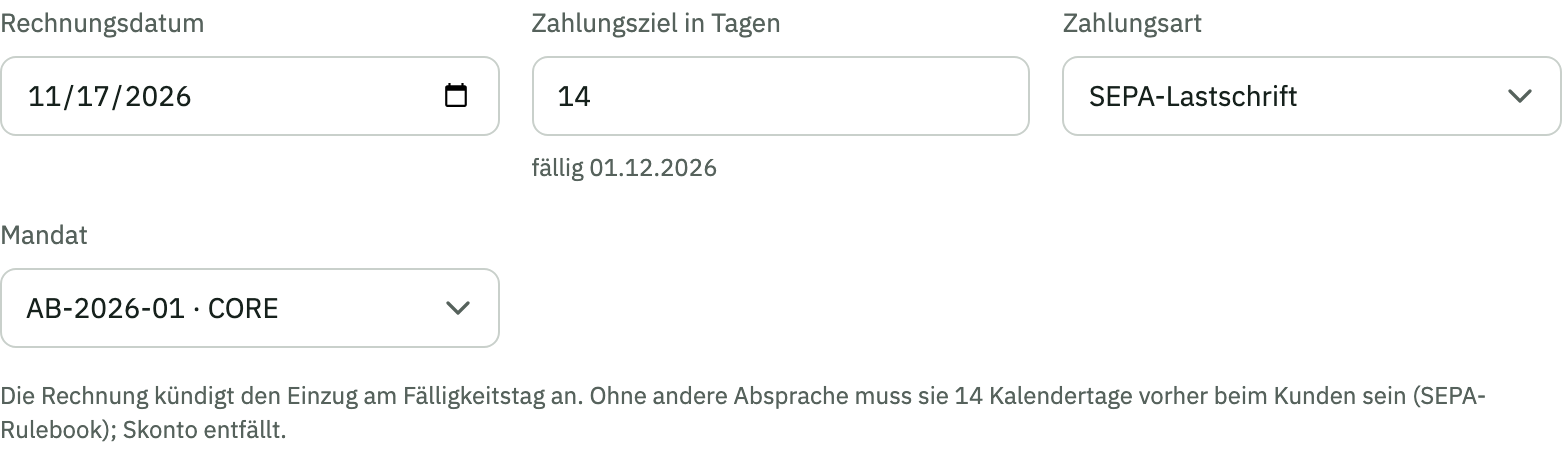 Rechnungsdatum
Zahlungsziel in Tagen
Zahlungsart
11/17/2026
14
SEPA-Lastschrift
fällig 01.12.2026
Mandat
AB-2026-01 · CORE
Die Rechnung kündigt den Einzug am Fälligkeitstag an. Ohne andere Absprache muss sie 14 Kalendertage vorher beim Kunden sein (SEPA-
Rulebook); Skonto entfällt.